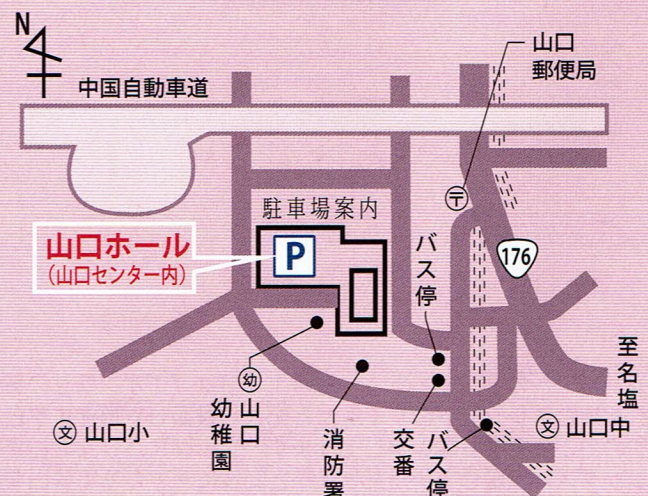 N
中国自動車道
山口
郵便局
〒
駐車場案内
P
山口ホール
(山口センター内)
バス停
176
至名塩
幼
山口
幼稚園
文 山口小
消防署
交番
バス停
文 山口中